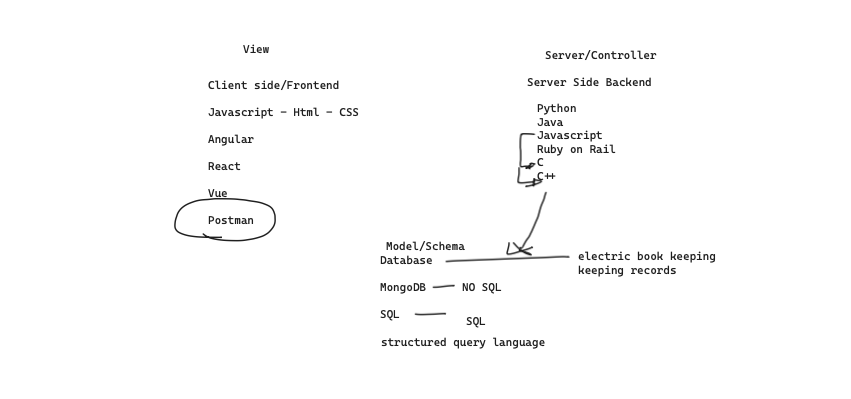 View
Client side/Frontend
Javascript - Html - CSS
Angular
React
Vue
Postman
Server/Controller
Server Side Backend
Python
Java
Javascript
Ruby on Rail
C
C++
Model/Schema
Database
electric book keeping
keeping records
MongoDB
NO SQL
SQL
SQL
structured query language